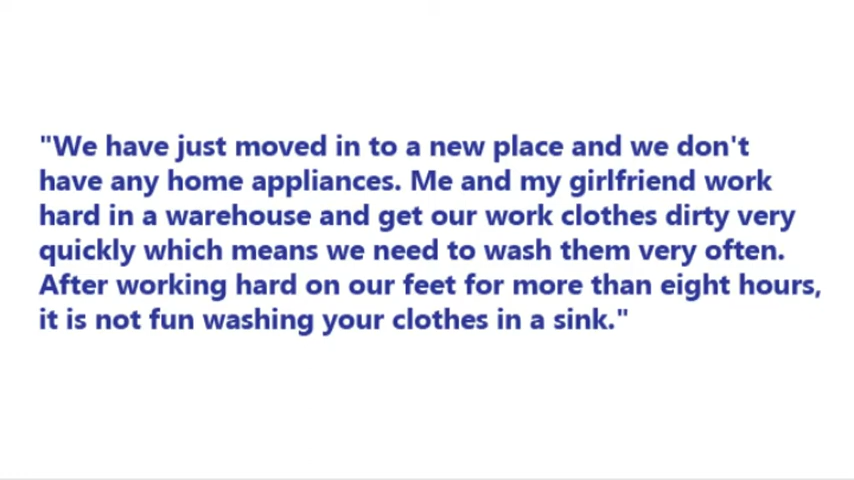 "We have just moved in to a new place and we don't
have any home appliances. Me and my girlfriend work
hard in a warehouse and get our work clothes dirty very
quickly which means we need to wash them very often.
After working hard on our feet for more than eight hours,
it is not fun washing your clothes in a sink."